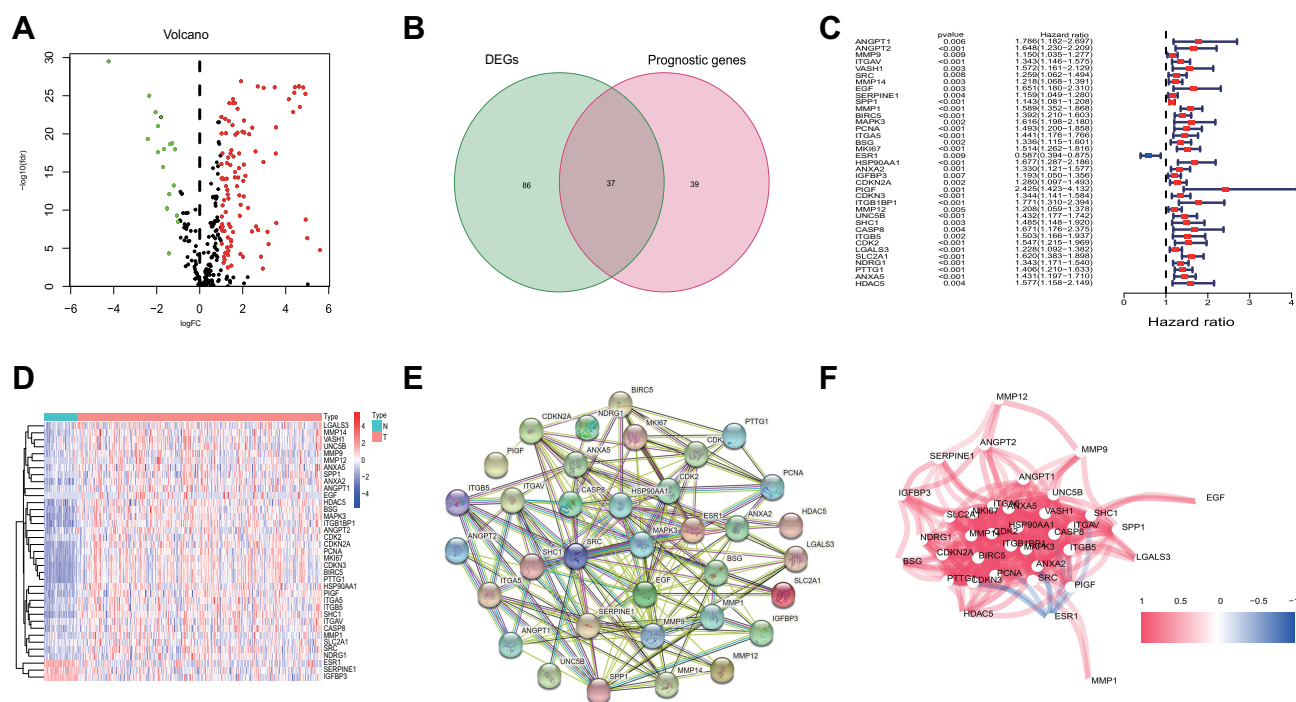 A
Volcano
30
25
20
15
10
5
0
−log10(fdr)
−6
−4
−2
0
2
4
6
logFC
B
DEGs
Prognostic genes
86
37
39
C
pvalue Hazard ratio
ANGPT1 0.006 1.786(1.182−2.697)
ANGPT2 <0.001 1.648(1.230−2.209)
MMP9 0.009 1.150(1.035−1.277)
ITGAV <0.001 1.343(1.146−1.575)
VASH1 0.003 1.572(1.161−2.129)
SRC 0.008 1.259(1.062−1.494)
MMP14 0.003 1.218(1.068−1.391)
EGF 0.003 1.651(1.180−2.310)
SERPINE1 0.004 1.159(1.049−1.280)
SPP1 <0.001 1.143(1.081−1.208)
MMP1 <0.001 1.589(1.352−1.868)
BIRC5 <0.001 1.392(1.210−1.603)
MAPK3 0.002 1.616(1.198−2.180)
PCNA <0.001 1.493(1.200−1.858)
ITGA5 <0.001 1.441(1.176−1.766)
BSG 0.002 1.336(1.115−1.601)
MKI67 <0.001 1.514(1.262−1.816)
ESR1 0.009 0.587(0.394−0.875)
HSP90AA1 <0.001 1.677(1.287−2.186)
ANXA2 <0.001 1.330(1.121−1.577)
IGFBP3 0.007 1.193(1.050−1.356)
CDKN2A 0.002 1.280(1.097−1.493)
PIGF <0.001 2.425(1.423−4.132)
CDKN3 <0.001 1.344(1.141−1.584)
ITGB1BP1 <0.001 1.771(1.310−2.394)
MMP12 0.005 1.208(1.059−1.378)
UNC5B <0.001 1.432(1.177−1.742)
SHC1 0.003 1.485(1.148−1.920)
CASP8 0.004 1.671(1.176−2.375)
ITGB5 0.002 1.503(1.166−1.937)
CDK2 <0.001 1.547(1.215−1.969)
LGALS3 <0.001 1.228(1.092−1.382)
SLC2A1 <0.001 1.620(1.383−1.898)
NDRG1 <0.001 1.343(1.171−1.540)
PTTG1 <0.001 1.406(1.210−1.633)
ANXA5 <0.001 1.431(1.197−1.710)
HDAC5 0.004 1.577(1.158−2.149)
0 1 2 3 4
Hazard ratio
D
Type
LGALS3
MMP14
VASH1
UNC5B
MMP9
MMP12
ANXA5
SPP1
ANXA2
ANGPT1
EGF
HDAC5
BSG
MAPK3
ITGB1BP1
ANGPT2
CDK2
CDKN2A
PCNA
MKI67
CDKN3
BIRC5
PTTG1
HSP90AA1
PIGF
ITGA5
ITGB5
SHC1
ITGAV
CASP8
MMP1
SLC2A1
SRC
NDRG1
ESR1
SERPINE1
IGFBP3
4
2
0
−2
−4
Type
N
T
E
BIRC5
CDKN2A
NDRG1
MKI67
PTTG1
PIGF
ANXA5
CDK
CDK2
PCNA
ITGB5
ITGAV
CASP8
HSP90AA1
ESR1
ANXA2
HDAC5
ANGPT2
SHC1
SRC
MAPK3
BSG
LGALS3
ITGA5
EGF
SLC2A1
SERPINE1
MMP9
MMP1
IGFBP3
ANGPT1
UNC5B
SPP1
MMP14
MMP12
F
MMP12
ANGPT2
MMP9
SERPINE1
ANGPT1
IGFBP3
UNC5B
EGF
ITGA5
ANXA5
MKI67
SLC2A1
VASH1
SHC1
SPP1
HSP90AA1
ITGAV
NDRG1
MMP14
CDK2
CASP8
ITGB1BP1
MAPK3
ITGB5
LGALS3
BSG
CDKN2A
BIRC5
ANXA2
PTTG1
CDKN3
PCNA
SRC
PIGF
HDAC5
ESR1
MMP1
1 0.5 0 −0.5 −1